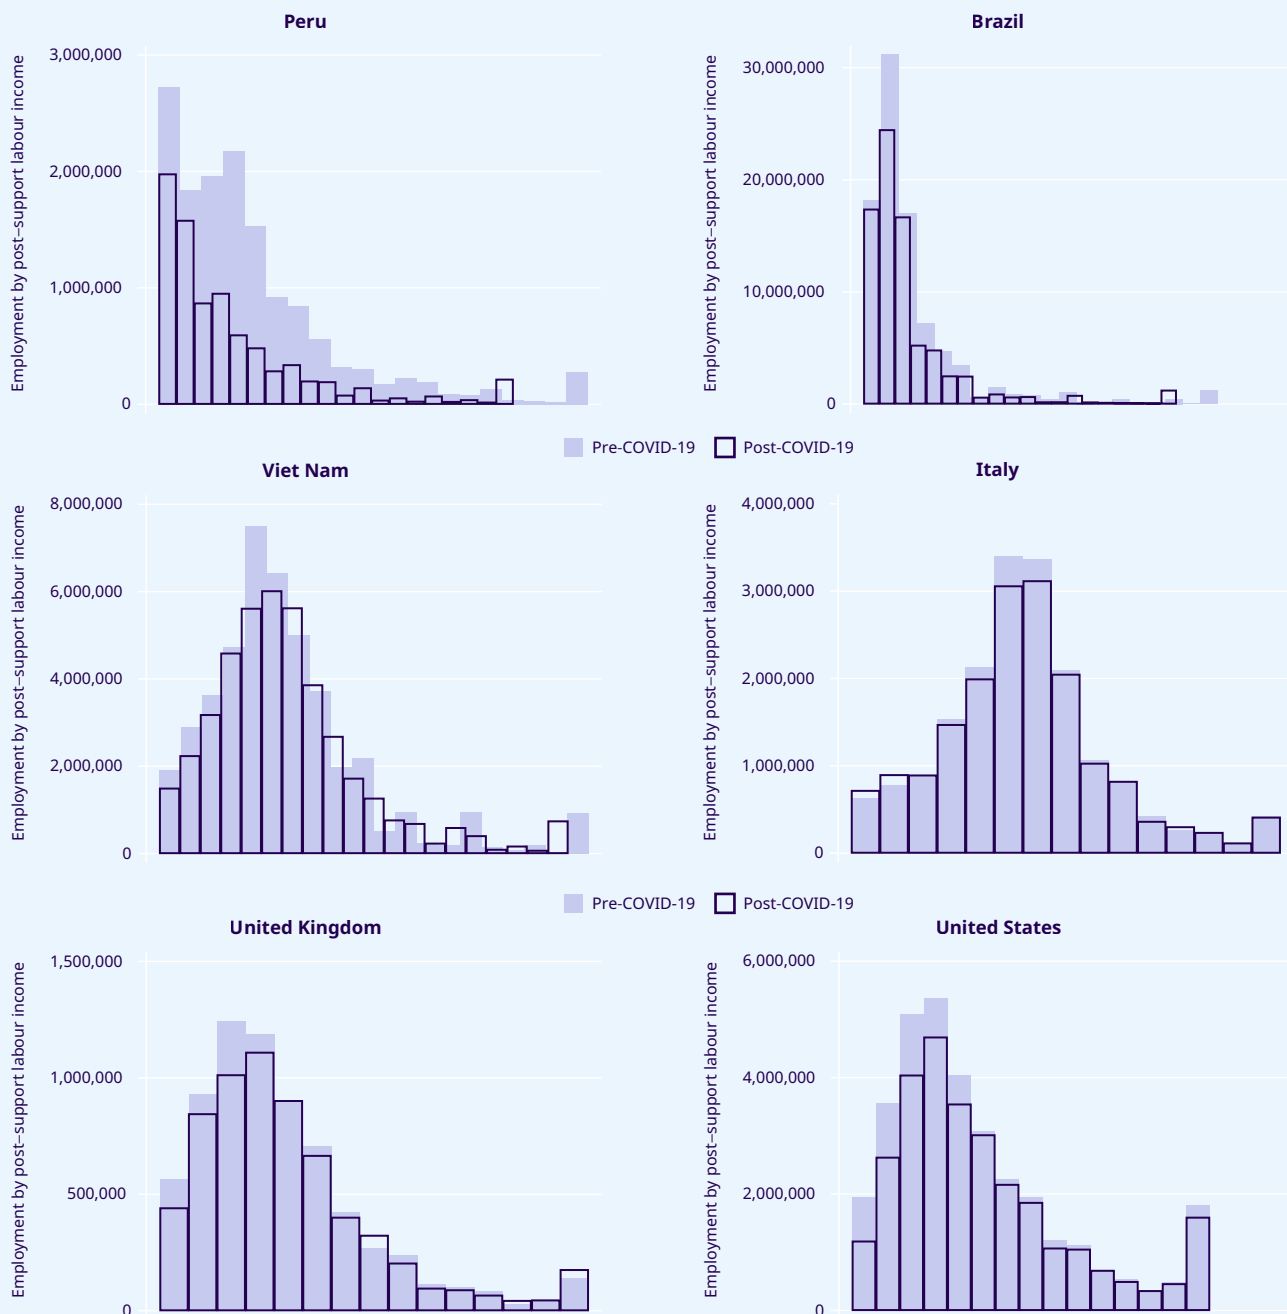 Peru
Brazil
Employment by post–support labour income
3,000,000
2,000,000
1,000,000
0
Employment by post–support labour income
30,000,000
20,000,000
10,000,000
0
Pre-COVID-19 Post-COVID-19
Viet Nam
Italy
Employment by post–support labour income
8,000,000
6,000,000
4,000,000
2,000,000
0
Employment by post–support labour income
4,000,000
3,000,000
2,000,000
1,000,000
0
Pre-COVID-19 Post-COVID-19
United Kingdom
United States
Employment by post–support labour income
1,500,000
1,000,000
500,000
0
Employment by post–support labour income
6,000,000
4,000,000
2,000,000
0